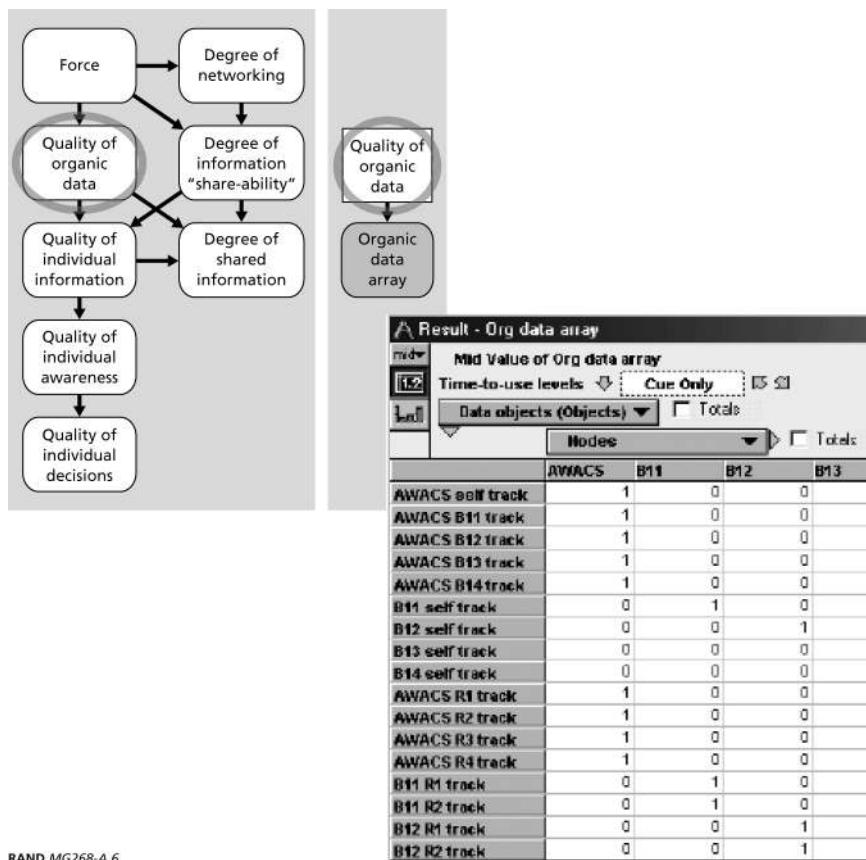 Force
Degree of
networking
Quality of
organic
data
Degree of
information
“share-ability”
Quality of
individual
information
Degree of
shared
information
Quality of
individual
awareness
Quality of
individual
decisions
Quality of
organic
data
Organic
data
array
Result - Org data array
mid
Mid Value of Org data array
Time-to-use levels Cue Only
1.2
Data objects (Objects) Totals
Nodes Totals
AWACS B11 B12 B13
AWACS self track 1 0 0
AWACS B11 track 1 0 0
AWACS B12 track 1 0 0
AWACS B13 track 1 0 0
AWACS B14 track 1 0 0
B11 self track 0 1 0
B12 self track 0 0 1
B13 self track 0 0 0
B14 self track 0 0 0
AWACS R1 track 1 0 0
AWACS R2 track 1 0 0
AWACS R3 track 1 0 0
AWACS R4 track 1 0 0
B11 R1 track 0 1 0
B11 R2 track 0 1 0
B12 R1 track 0 0 1
B12 R2 track 0 0 1
RAND MG268-A.6